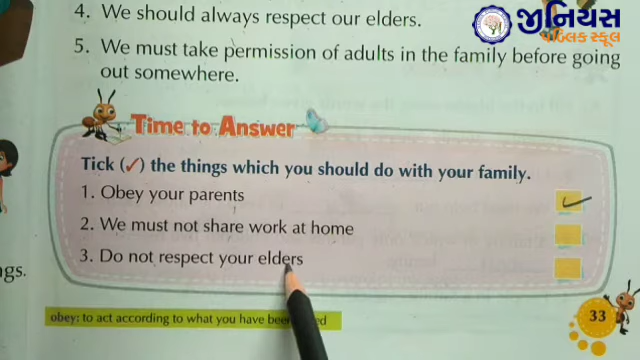 4. We should always respect our elders.
5. We must take permission of adults in the family before going
out somewhere.
જીનિયસ
પબ્લિક સ્કૂલ
Time to Answer
Tick (✓) the things which you should do with your family.
1. Obey your parents
2. We must not share work at home
3. Do not respect your elders
ngs.
obey: to act according to what you have been
33